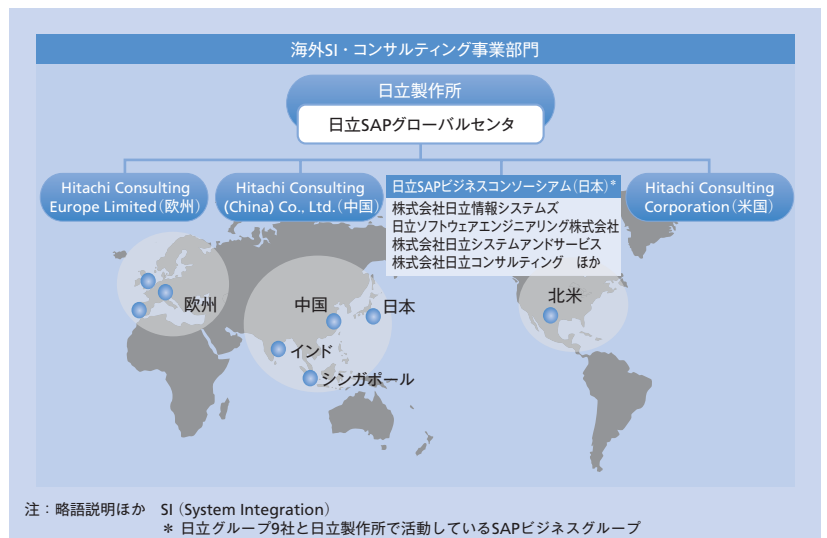 海外SI・コンサルティング事業部門
日立製作所
日立SAPグローバルセンタ
Hitachi Consulting
Europe Limited(欧州)
Hitachi Consulting
(China) Co., Ltd.(中国)
日立SAPビジネスコンソーシアム(日本)*
株式会社日立情報システムズ
日立ソフトウェアエンジニアリング株式会社
株式会社日立システムアンドサービス
株式会社日立コンサルティング ほか
Hitachi Consulting
Corporation(米国)
欧州
中国
日本
インド
シンガポール
北米
注:略語説明ほか SI(System Integration)
* 日立グループ9社と日立製作所で活動しているSAPビジネスグループ